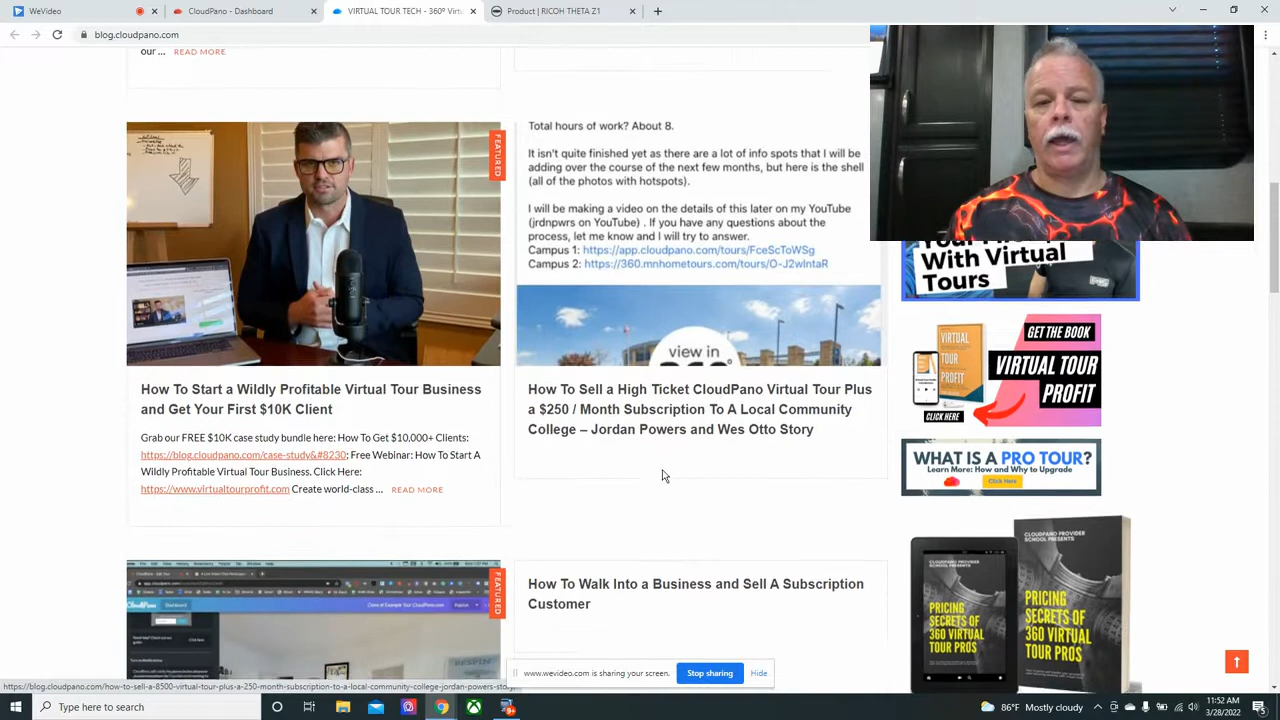 WeVideo
CloudPano - Dashboard
VIRTUAL TOUR TECH - 360º Virt
Product | RICOH THETA Z1
blog.cloudpano.com
our ... READ MORE
FEATURED
Total hours of work? About 8.
It isn't quite finished yet as there are a lot of info spots that I will be
adding over the course of the next few months, but here is the shell
(all of the photos with hotspots).
I will be making a video on the details of this later on my YouTube
(jrdnpwrs on YouTube) . If you have any questions about the
process, let me know and I will try to answer.
Campus 1: https://app.cloudpano.com/tours/FceScToWSg
Campus 2: https://360.mnhometours.com/tours/O-J2wIntaR
view in
With Virtual
Tours
GET THE BOOK
VIRTUAL TOUR
PROFIT
CLICK HERE
VIRTUAL
TOUR
PROFIT
How To Start a Wildly Profitable Virtual Tour Business
and Get Your First $10K Client
Grab our FREE $10K case study bundle here: How To Get $10,000+ Clients:
https://blog.cloudpano.com/case-study&#8230; Free Webinar: How To Start A
Wildly Profitable Virtual Tour Business. Click Here:
https://www.virtualtourprofit.com world-class ... READ MORE
How To Sell a High Ticket CloudPano Virtual Tour Plus
a $250 / Month Subscription To A Local Community
College – Jordan Powers and Wes Otto Story
WHAT IS A PRO TOUR?
Learn More: How and Why to Upgrade
Click Here
FEATURED
CloudPano
Dashboard
Publish
How To Walk Into a Business and Sell A Subscription
Customer
CLOUDPANO PROVIDER
SCHOOL PRESENTS
PRICING
SECRETS OF
360 VIRTUAL
TOUR PROS
CLOUDPANO PROVIDER
SCHOOL PRESENTS
PRICING
SECRETS OF
360 VIRTUAL
TOUR PROS
www.wevideo.com is sharing your screen.
Stop sharing
Hide
https://blog.cloudpano.com/how-to-sell-a-8500-virtual-tour-plus-a-250-month-subscription-to-a-local-community-college-jordan-powers-story/
Type here to search
86°F Mostly cloudy
11:52 AM
3/28/2022